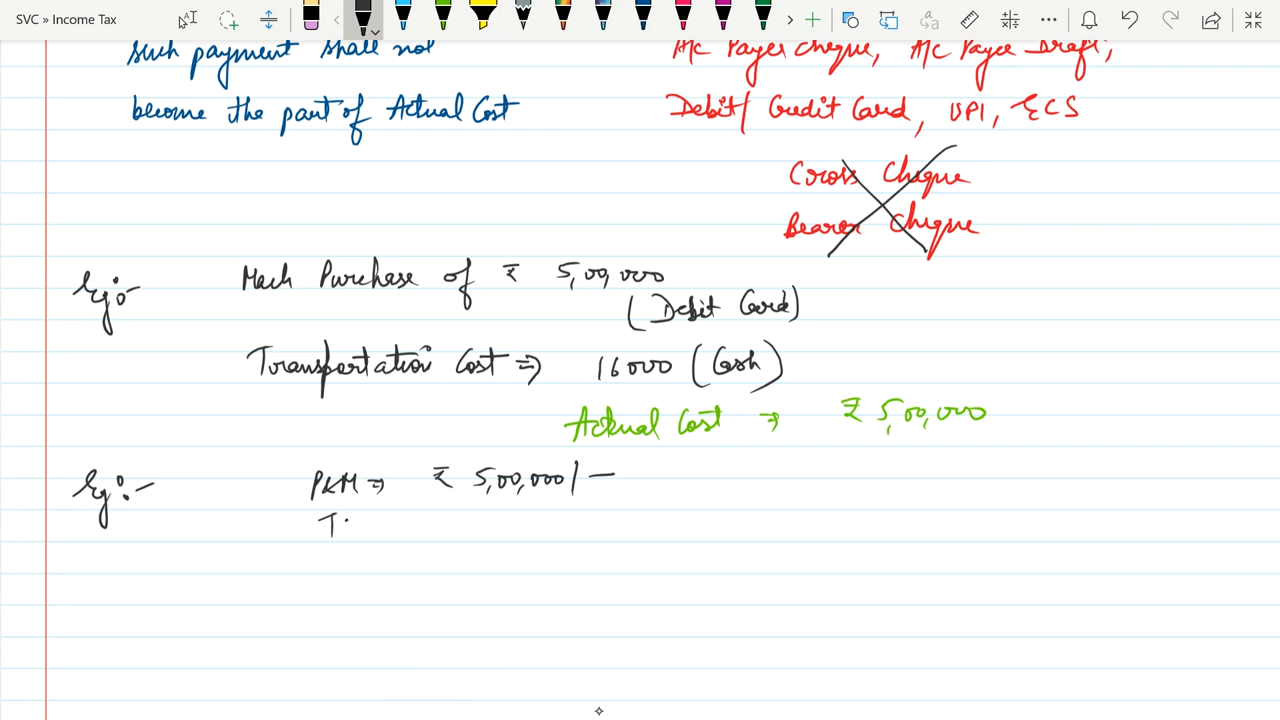 SVC » Income Tax
Such payment shall not
become the part of Actual Cost
A/c Payee Cheque, A/c Payee Draft,
Debit/ Credit Card, UPI, ECS
Cross Cheque
Bearer Cheque
Eg:- Mach Purchase of ₹ 5,00,000
(Debit Card)
Transportation Cost ⇒ 16000 (Cash)
Actual Cost → ₹ 5,00,000
Eg:- P&M ⇒ ₹ 5,00,000/-
T.